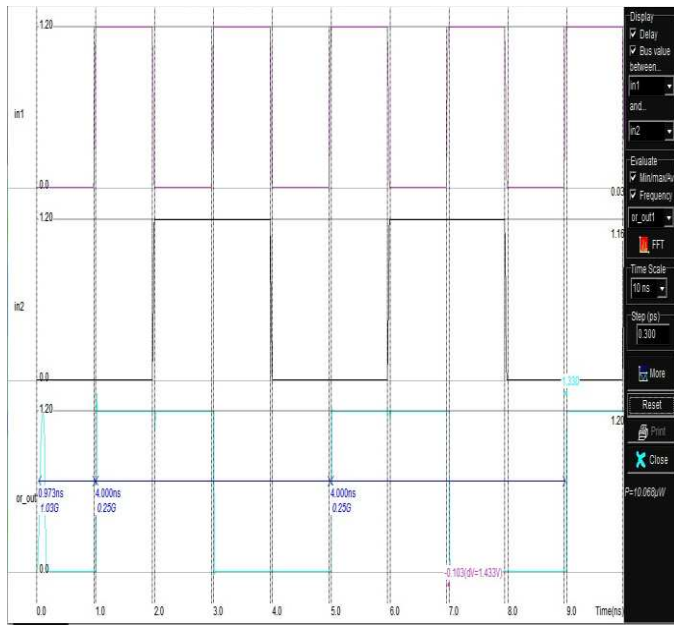 1.20
in1
0.0
0.03
1.20
1.16
in2
0.0
1.33
1.20
1.20
0.973ns
4.000ns
4.000ns
or_out
1.03G
0.25G
0.25G
0.0
-0.103(dV=1.433V)
0.0 1.0 2.0 3.0 4.0 5.0 6.0 7.0 8.0 9.0 Time(ns)
Display
Delay
Bus value
between...
in1
and...
in2
Evaluate
Min/max/Av
Frequency
or_out1
FFT
Time Scale
10 ns
Step (ps)
0.300
More
Reset
Print
Close
P=10.068µW